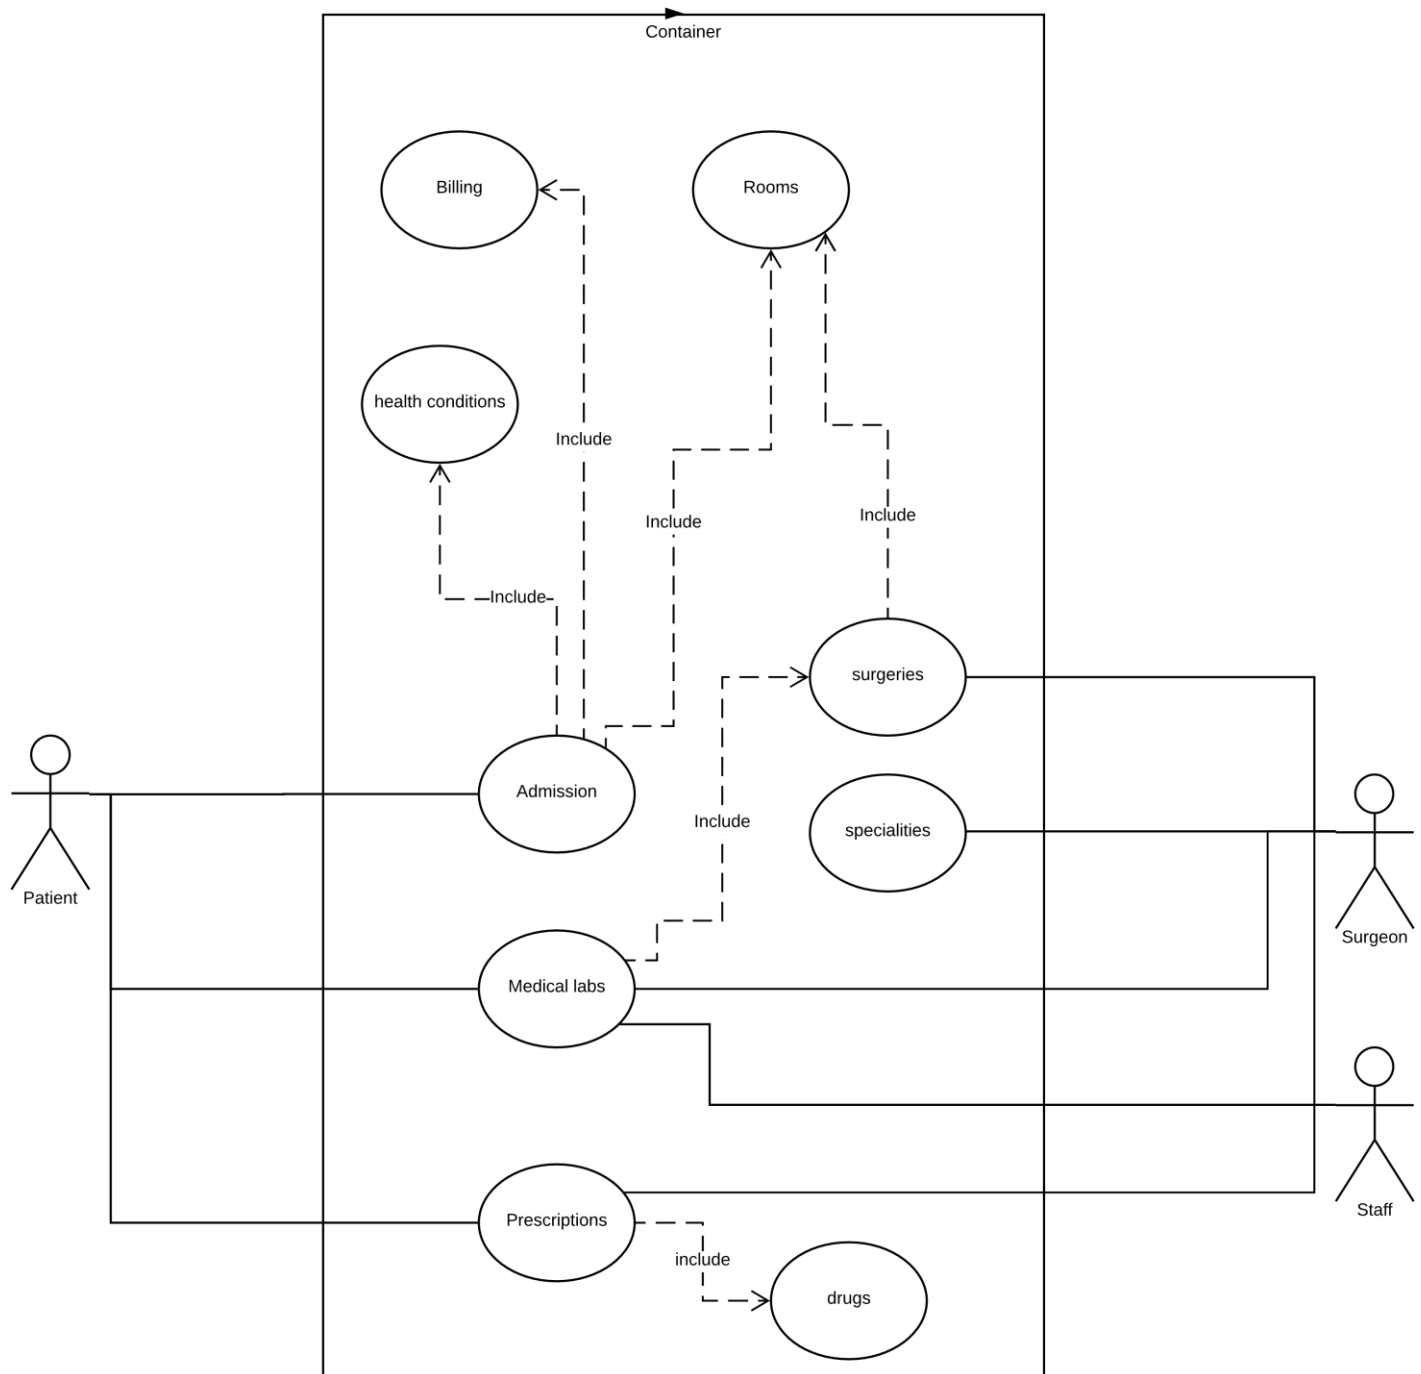 Container
Billing
Rooms
health conditions
Include
Include
Include
Include
Include
surgeries
Admission
Include
specialities
Patient
Surgeon
Medical labs
Staff
Prescriptions
include
drugs